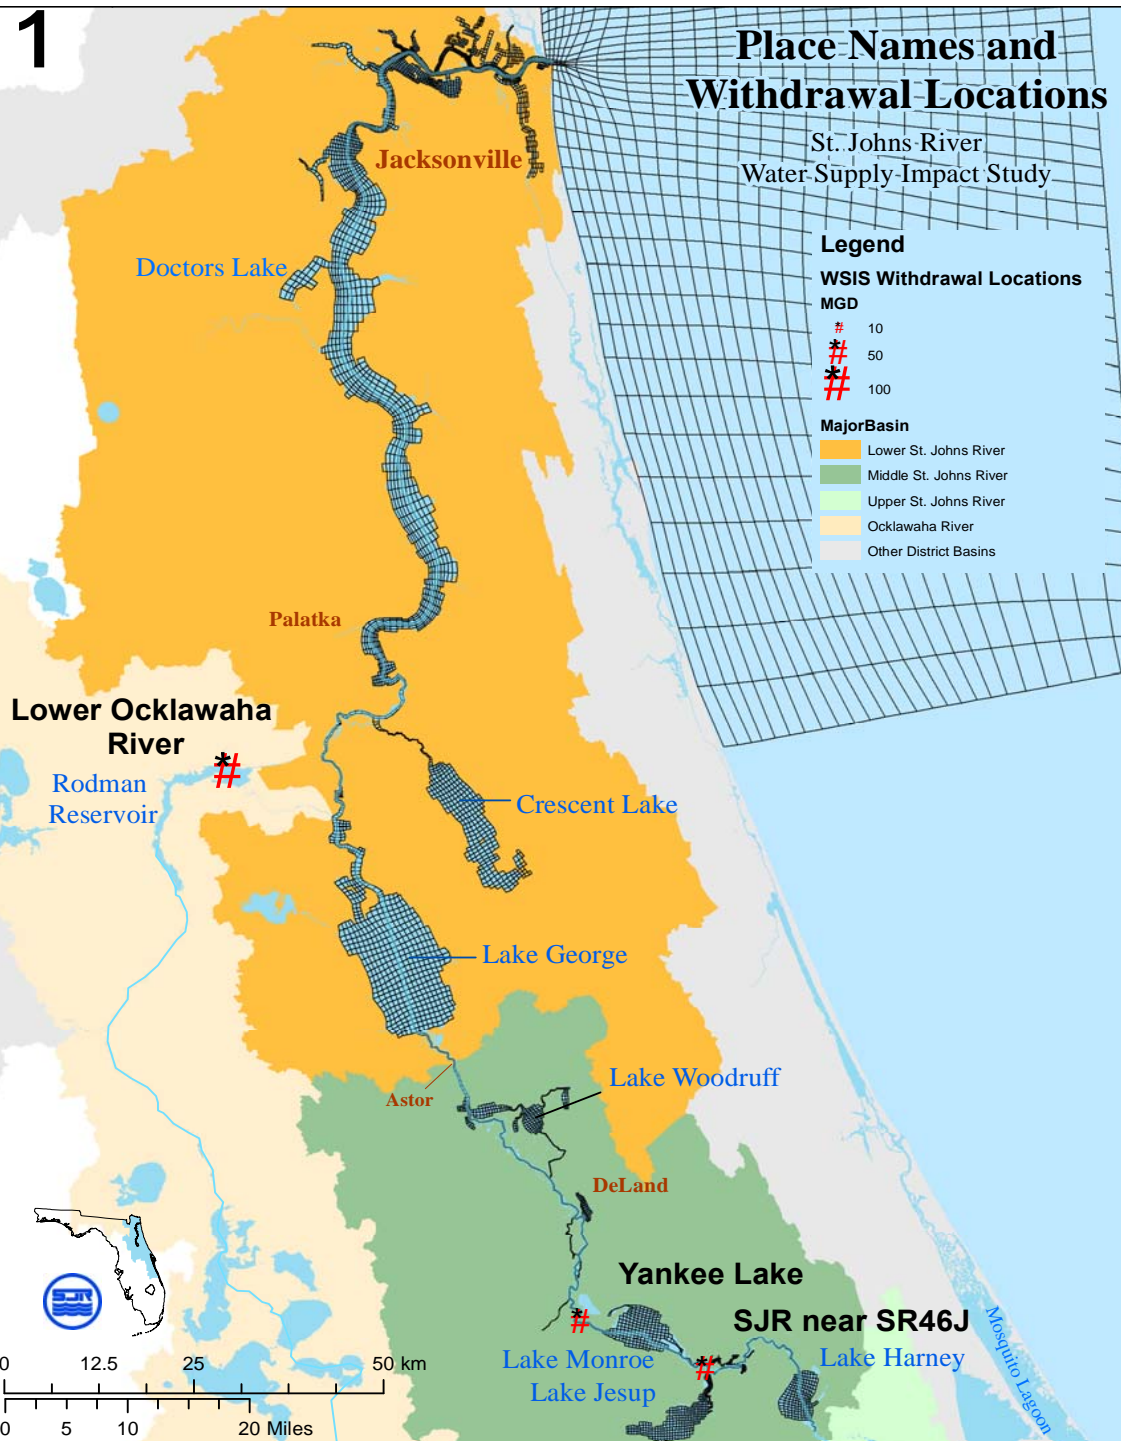 1
Place Names and
Withdrawal Locations
St. Johns River
Water Supply Impact Study
Jacksonville
Doctors Lake
Legend
WSIS Withdrawal Locations
MGD
*# 10
*# 50
*# 100
MajorBasin
Lower St. Johns River
Middle St. Johns River
Upper St. Johns River
Ocklawaha River
Other District Basins
Palatka
Lower Ocklawaha
River
*#
Rodman
Reservoir
Crescent Lake
Lake George
Lake Woodruff
Astor
DeLand
Yankee Lake
*#
SJR near SR46J
Lake Monroe
*#
Lake Harney
Lake Jesup
Mosquito Lagoon
SJR
0 12.5 25 50 km
0 5 10 20 Miles